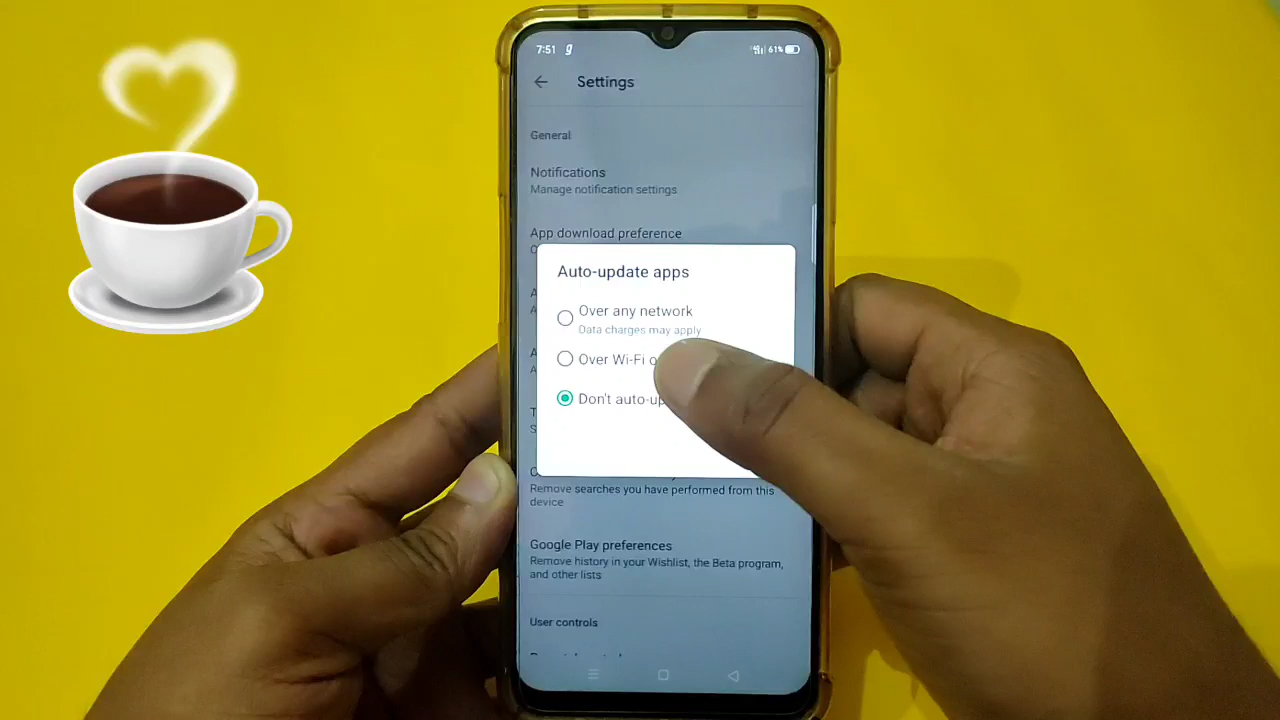 7:51 g 61%
Settings
General
Notifications
Manage notification settings
App download preference
Auto-update apps
Over any network
Data charges may apply
Over Wi-Fi
Don't
Remove searches you have performed from this
device
Google Play preferences
Remove history in your Wishlist, the Beta program,
and other lists
User controls